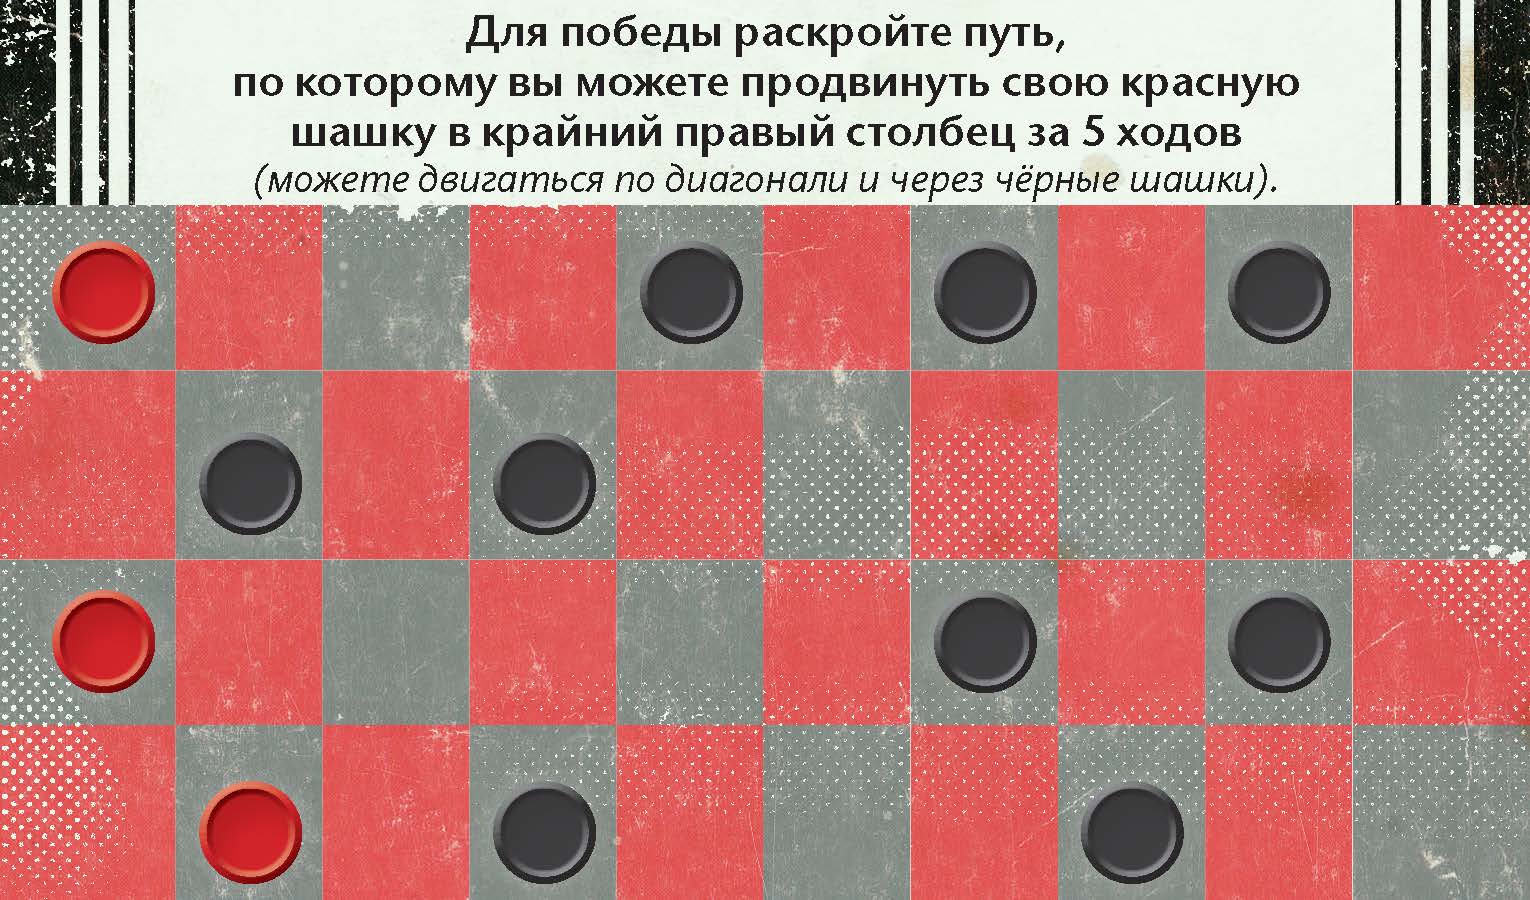 Для победы раскройте путь,
по которому вы можете продвинуть свою красную
шашку в крайний правый столбец за 5 ходов
(можете двигаться по диагонали и через чёрные шашки).